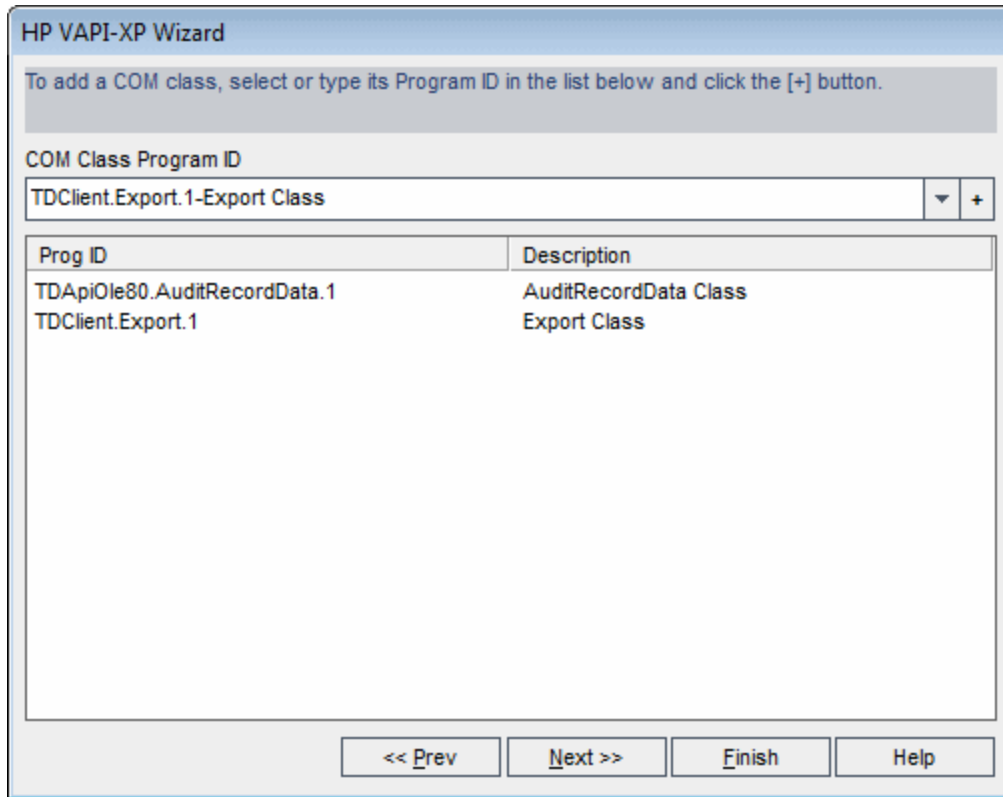 HP VAPI-XP Wizard
To add a COM class, select or type its Program ID in the list below and click the [+] button.
COM Class Program ID
TDClient.Export.1-Export Class +
Prog ID Description
TDApiOle80.AuditRecordData.1 AuditRecordData Class
TDClient.Export.1 Export Class
<< Prev Next >> Finish Help